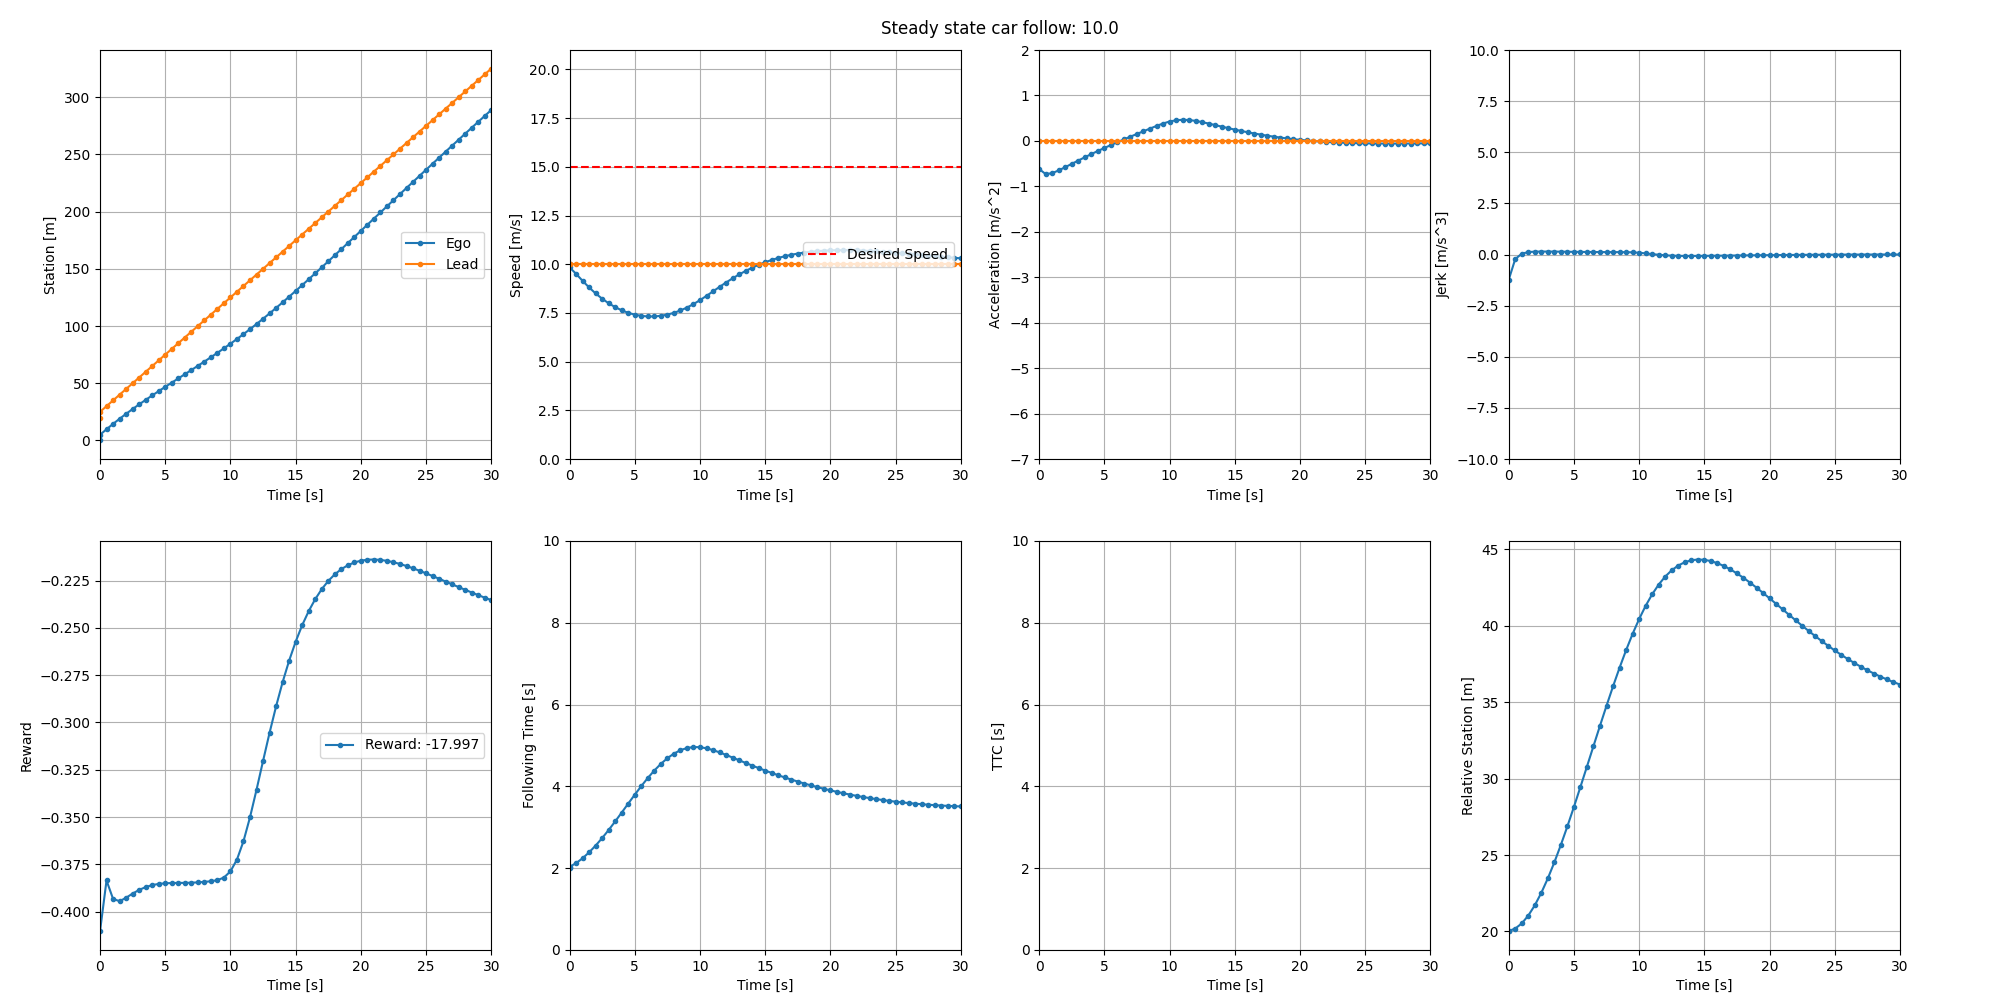 Steady state car follow: 10.0
Station [m]
300
250
200
150
100
50
0
Ego
Lead
0 5 10 15 20 25 30
Time [s]
Speed [m/s]
20.0
17.5
15.0
12.5
10.0
7.5
5.0
2.5
0.0
Desired Speed
0 5 10 15 20 25 30
Time [s]
Acceleration [m/s^2]
2
1
0
−1
−2
−3
−4
−5
−6
−7
0 5 10 15 20 25 30
Time [s]
Jerk [m/s^3]
10.0
7.5
5.0
2.5
0.0
−2.5
−5.0
−7.5
−10.0
0 5 10 15 20 25 30
Time [s]
Reward
−0.225
−0.250
−0.275
−0.300
−0.325
−0.350
−0.375
−0.400
Reward: -17.997
0 5 10 15 20 25 30
Time [s]
Following Time [s]
10
8
6
4
2
0
0 5 10 15 20 25 30
Time [s]
TTC [s]
10
8
6
4
2
0
0 5 10 15 20 25 30
Time [s]
Relative Station [m]
45
40
35
30
25
20
0 5 10 15 20 25 30
Time [s]